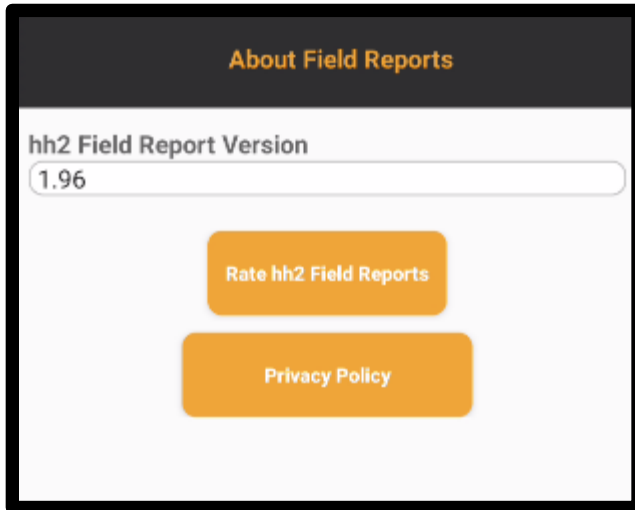 About Field Reports
hh2 Field Report Version
1.96
Rate hh2 Field Reports
Privacy Policy